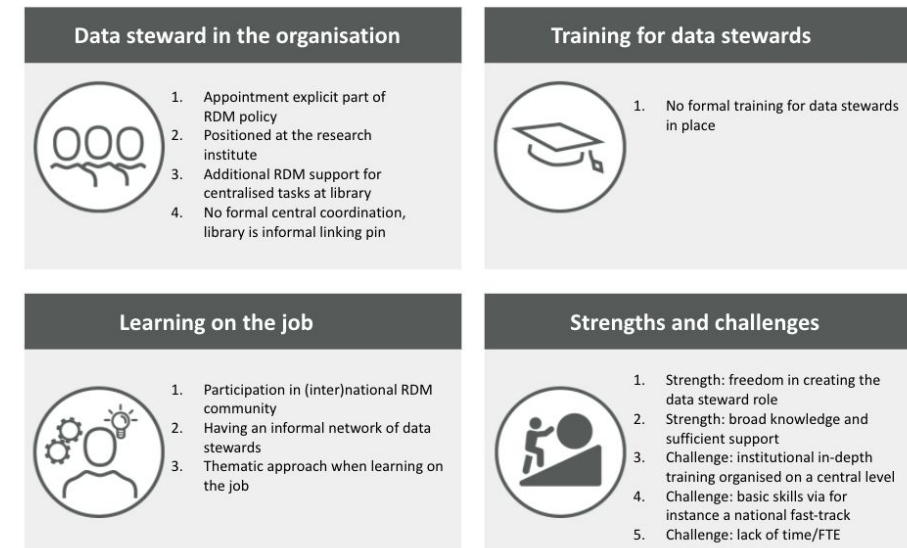 Data steward in the organisation
1. Appointment explicit part of
RDM policy
2. Positioned at the research
institute
3. Additional RDM support for
centralised tasks at library
4. No formal central coordination,
library is informal linking pin
Training for data stewards
1. No formal training for data stewards
in place
Learning on the job
1. Participation in (inter)national RDM
community
2. Having an informal network of data
stewards
3. Thematic approach when learning on
the job
Strengths and challenges
1. Strength: freedom in creating the
data steward role
2. Strength: broad knowledge and
sufficient support
3. Challenge: institutional in-depth
training organised on a central level
4. Challenge: basic skills via for
instance a national fast-track
5. Challenge: lack of time/FTE